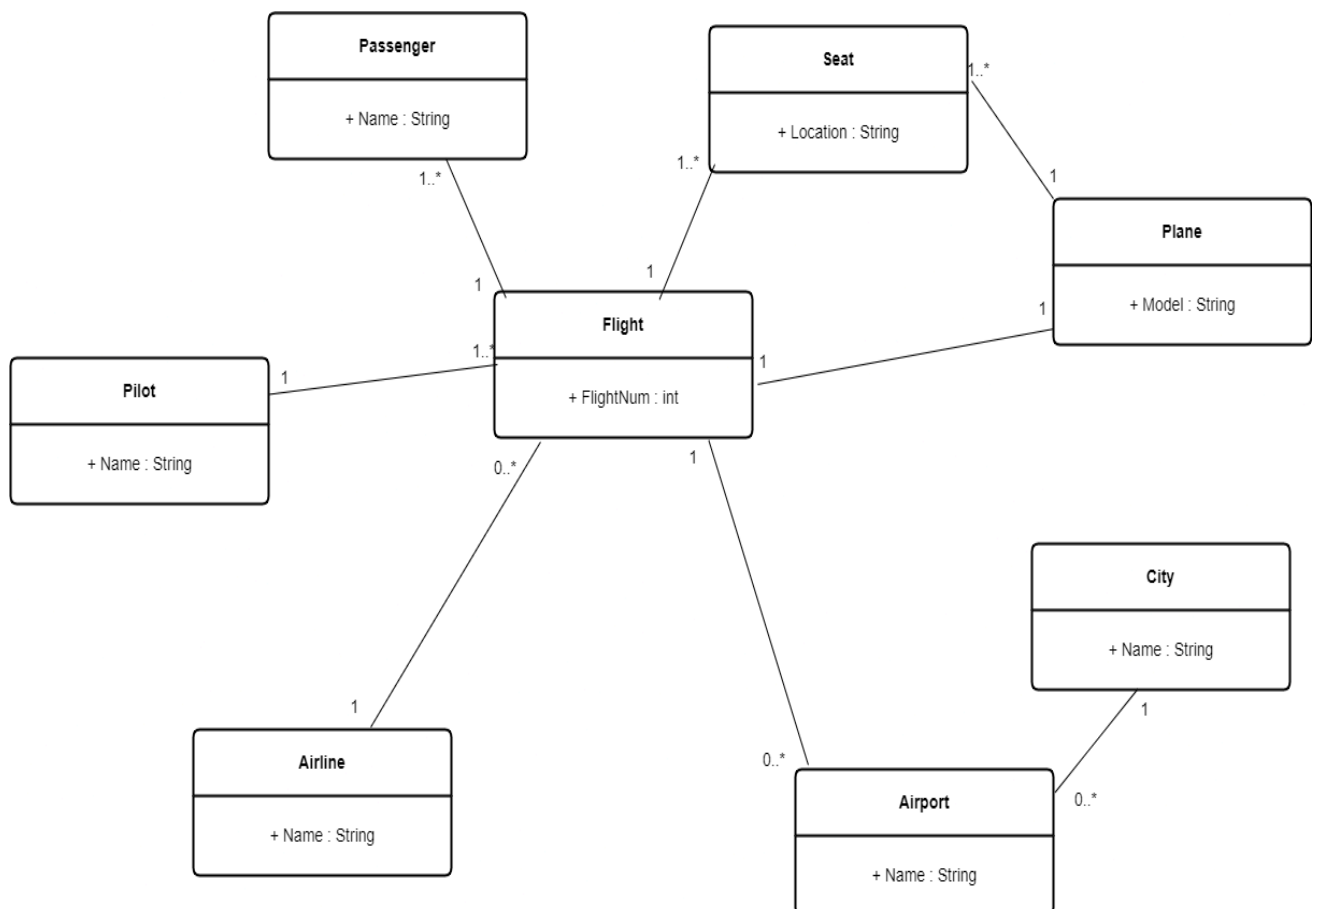 Passenger
+ Name : String
1..*
Seat
+ Location : String
1..*
1..*
1
Plane
+ Model : String
1
1
1
Flight
+ FlightNum : int
1..*
1
0..*
1
1
Pilot
+ Name : String
1
City
+ Name : String
1
1
Airline
+ Name : String
0..*
0..*
Airport
+ Name : String